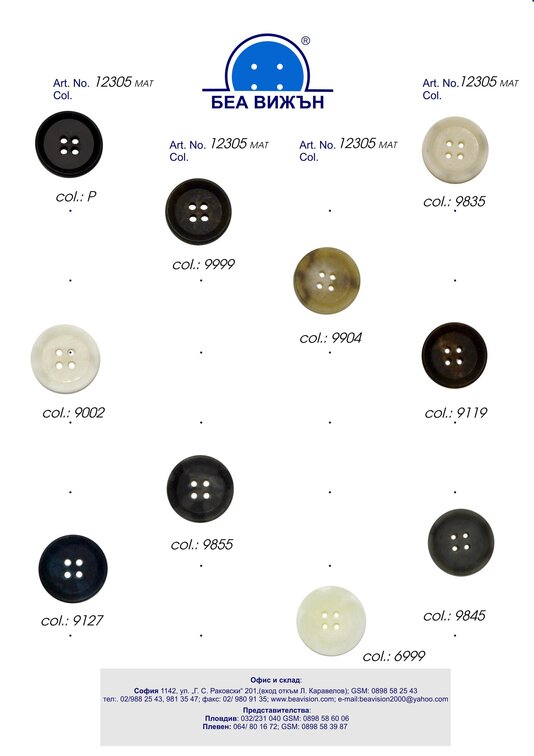 ®
БЕА ВИЖЪН
Art. No. 12305 МАТ
Col.
Art. No. 12305 МАТ
Col.
Art. No. 12305 МАТ
Col.
Art. No. 12305 МАТ
Col.
col.: P
col.: 9835
col.: 9999
col.: 9904
col.: 9002
col.: 9119
col.: 9855
col.: 9127
col.: 9845
col.: 6999
Офис и склад:
София 1142, ул. „Г. С. Раковски" 201,(вход откъм Л. Каравелов); GSM: 0898 58 25 43
тел:. 02/988 25 43, 981 35 47; факс: 02/ 980 91 35; www.beavision.com; e-mail:beavision2000@yahoo.com
Представителства:
Пловдив: 032/231 040 GSM: 0898 58 60 06
Плевен: 064/ 80 16 72; GSM: 0898 58 39 87